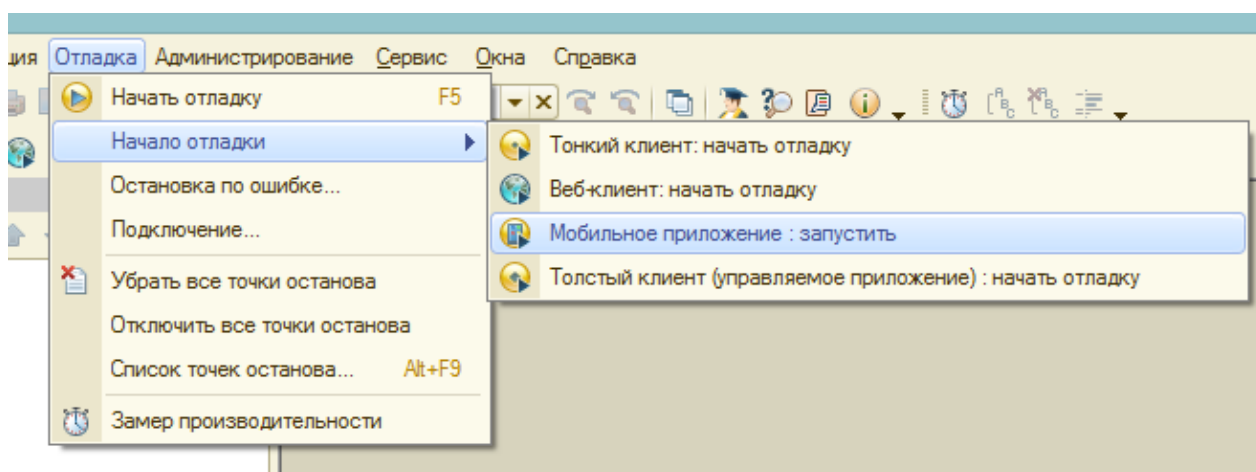 ция Отладка Администрирование Сервис Окна Справка
Начать отладку F5
Начало отладки
Тонкий клиент: начать отладку
Остановка по ошибке...
Веб-клиент: начать отладку
Подключение...
Мобильное приложение : запустить
Убрать все точки останова
Толстый клиент (управляемое приложение) : начать отладку
Отключить все точки останова
Список точек останова... Alt+F9
Замер производительности